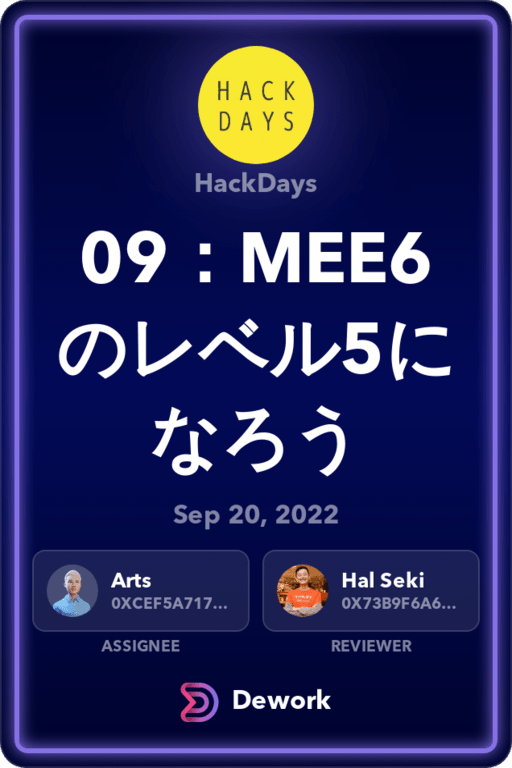 HACK
DAYS
HackDays
09：MEE6
のレベル5に
なろう
Sep 20, 2022
Arts
0XCEF5A717...
Hal Seki
0X73B9F6A6...
ASSIGNEE
REVIEWER
Dework